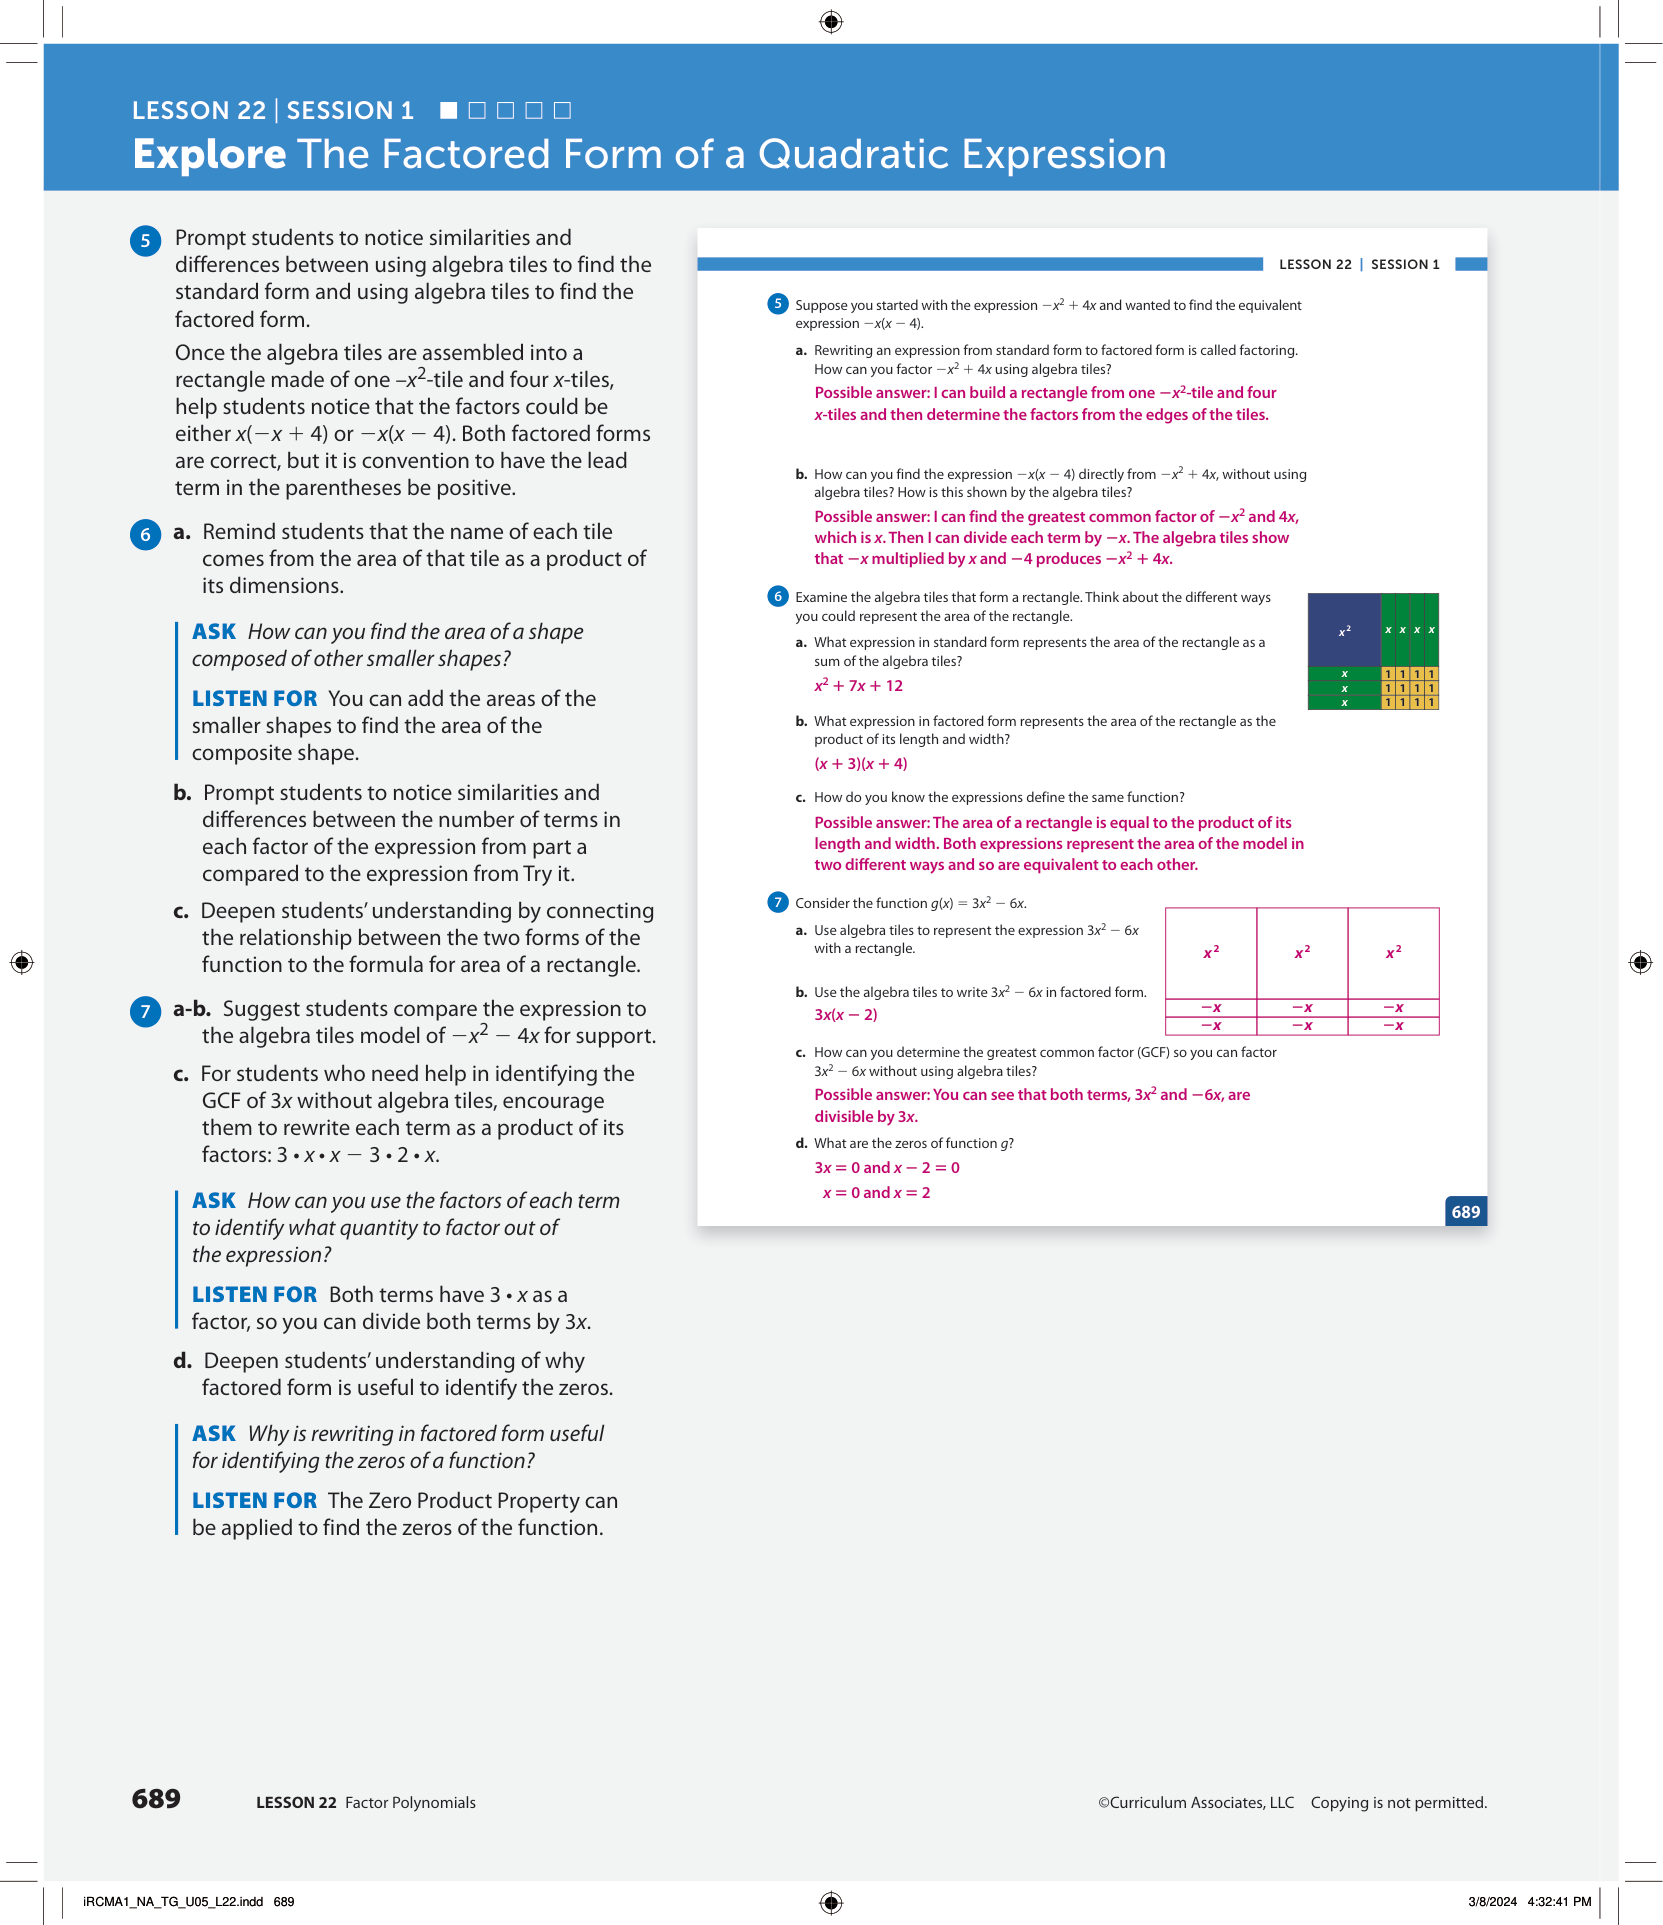 LESSON 22 | SESSION 1
Explore The Factored Form of a Quadratic Expression
5 Prompt students to notice similarities and
differences between using algebra tiles to find the
standard form and using algebra tiles to find the
factored form.
Once the algebra tiles are assembled into a
rectangle made of one –x²-tile and four x-tiles,
help students notice that the factors could be
either x(−x + 4) or −x(x − 4). Both factored forms
are correct, but it is convention to have the lead
term in the parentheses be positive.
6 a. Remind students that the name of each tile
comes from the area of that tile as a product of
its dimensions.
ASK How can you find the area of a shape
composed of other smaller shapes?
LISTEN FOR You can add the areas of the
smaller shapes to find the area of the
composite shape.
b. Prompt students to notice similarities and
differences between the number of terms in
each factor of the expression from part a
compared to the expression from Try it.
c. Deepen students’ understanding by connecting
the relationship between the two forms of the
function to the formula for area of a rectangle.
7 a-b. Suggest students compare the expression to
the algebra tiles model of −x² − 4x for support.
c. For students who need help in identifying the
GCF of 3x without algebra tiles, encourage
them to rewrite each term as a product of its
factors: 3 • x • x − 3 • 2 • x.
ASK How can you use the factors of each term
to identify what quantity to factor out of
the expression?
LISTEN FOR Both terms have 3 • x as a
factor, so you can divide both terms by 3x.
d. Deepen students’ understanding of why
factored form is useful to identify the zeros.
ASK Why is rewriting in factored form useful
for identifying the zeros of a function?
LISTEN FOR The Zero Product Property can
be applied to find the zeros of the function.
LESSON 22 | SESSION 1
5 Suppose you started with the expression −x² + 4x and wanted to find the equivalent
expression −x(x − 4).
a. Rewriting an expression from standard form to factored form is called factoring.
How can you factor −x² + 4x using algebra tiles?
Possible answer: I can build a rectangle from one −x²-tile and four
x-tiles and then determine the factors from the edges of the tiles.
b. How can you find the expression −x(x − 4) directly from −x² + 4x, without using
algebra tiles? How is this shown by the algebra tiles?
Possible answer: I can find the greatest common factor of −x² and 4x,
which is x. Then I can divide each term by −x. The algebra tiles show
that −x multiplied by x and −4 produces −x² + 4x.
6 Examine the algebra tiles that form a rectangle. Think about the different ways
you could represent the area of the rectangle.
a. What expression in standard form represents the area of the rectangle as a
sum of the algebra tiles?
x² + 7x + 12
x² x x x x
x 1 1 1 1
x 1 1 1 1
x 1 1 1 1
b. What expression in factored form represents the area of the rectangle as the
product of its length and width?
(x + 3)(x + 4)
c. How do you know the expressions define the same function?
Possible answer: The area of a rectangle is equal to the product of its
length and width. Both expressions represent the area of the model in
two different ways and so are equivalent to each other.
7 Consider the function g(x) = 3x² − 6x.
a. Use algebra tiles to represent the expression 3x² − 6x
with a rectangle.
x² x² x²
−x −x −x
−x −x −x
b. Use the algebra tiles to write 3x² − 6x in factored form.
3x(x − 2)
c. How can you determine the greatest common factor (GCF) so you can factor
3x² − 6x without using algebra tiles?
Possible answer: You can see that both terms, 3x² and −6x, are
divisible by 3x.
d. What are the zeros of function g?
3x = 0 and x − 2 = 0
x = 0 and x = 2
689
689 LESSON 22 Factor Polynomials
©Curriculum Associates, LLC Copying is not permitted.
iRCMA1_NA_TG_U05_L22.indd 689
3/8/2024 4:32:41 PM